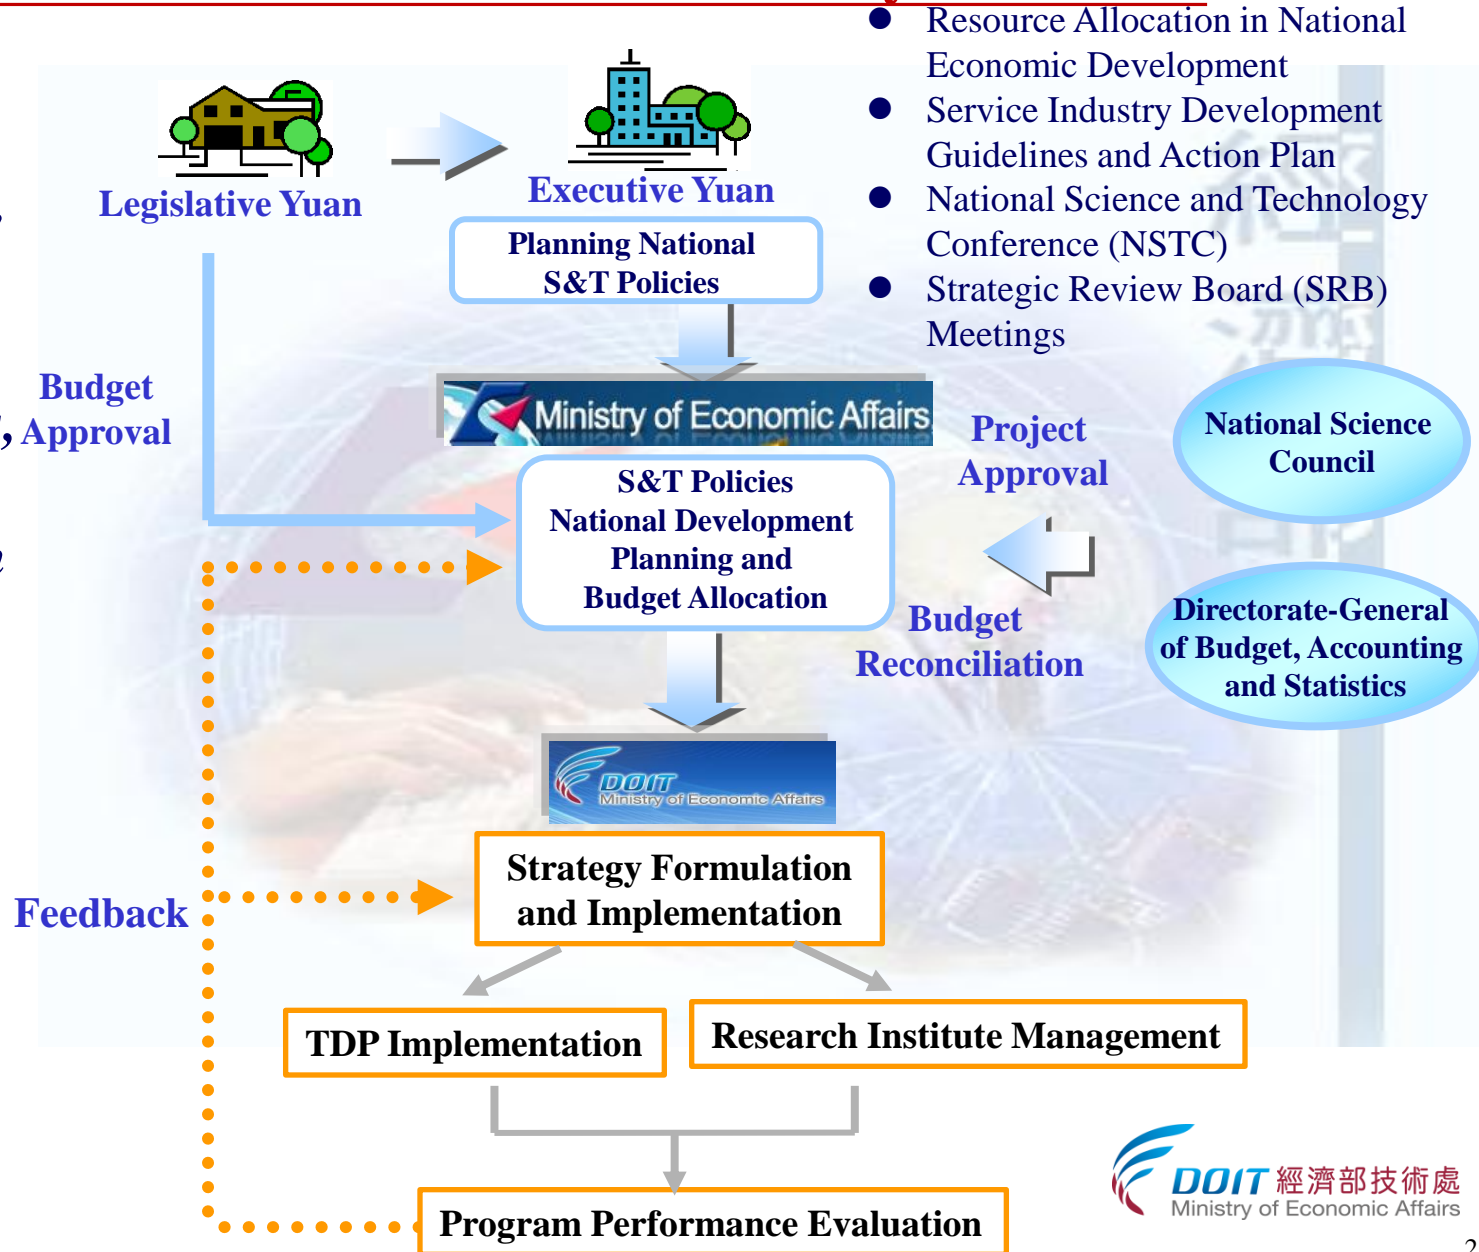 Resource Allocation in National
Economic Development
Service Industry Development
Guidelines and Action Plan
National Science and Technology
Conference (NSTC)
Strategic Review Board (SRB)
Meetings
Legislative Yuan
Executive Yuan
Planning National
S&T Policies
Budget
Approval
Ministry of Economic Affairs
Project
Approval
National Science
Council
S&T Policies
National Development
Planning and
Budget Allocation
Budget
Reconciliation
Directorate-General
of Budget, Accounting
and Statistics
DOIT
Ministry of Economic Affairs
Strategy Formulation
and Implementation
Feedback
TDP Implementation
Research Institute Management
Program Performance Evaluation
DOIT 經濟部技術處
Ministry of Economic Affairs
2